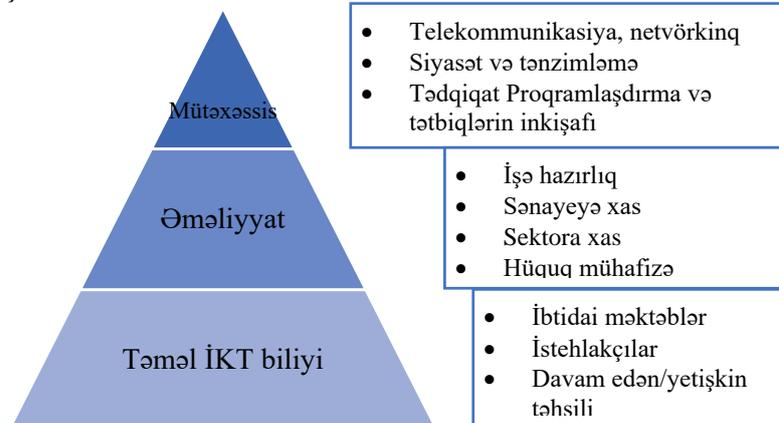 Mütəxəssis
• Telekommunikasiya, netvörkinq
• Siyasət və tənzimləmə
• Tədqiqat Proqramlaşdırma və
tətbiqlərin inkişafı
Əməliyyat
• İşə hazırlıq
• Sənayeyə xas
• Sektora xas
• Hüquq mühafizə
Təməl İKT biliyi
• İbtidai məktəblər
• İstehlakçılar
• Davam edən/yetişkin
təhsili